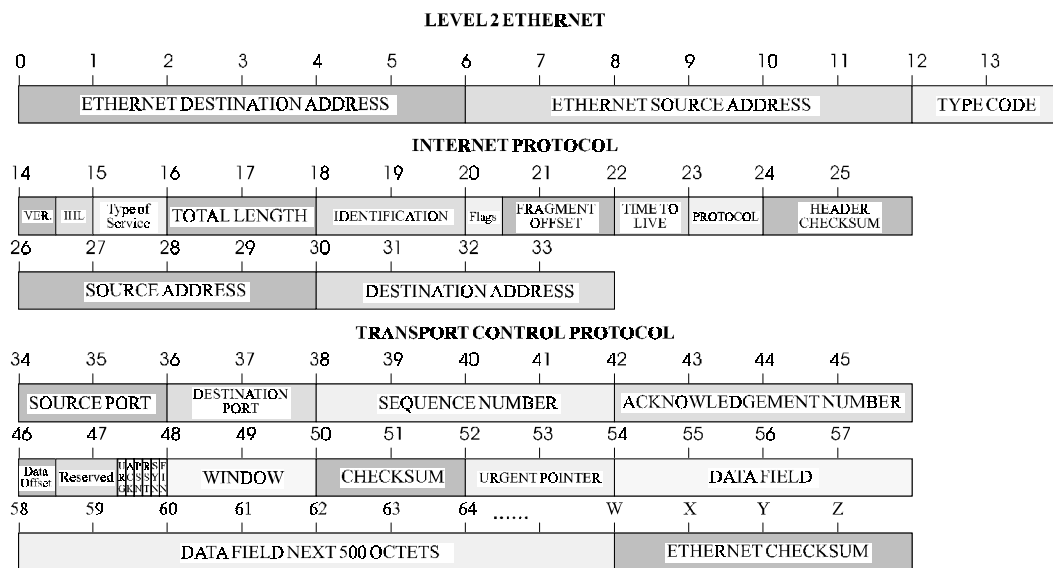 LEVEL 2 ETHERNET
0 1 2 3 4 5 6 7 8 9 10 11 12 13
ETHERNET DESTINATION ADDRESS ETHERNET SOURCE ADDRESS TYPE CODE
INTERNET PROTOCOL
14 15 16 17 18 19 20 21 22 23 24 25
VER. IHL Type of Service TOTAL LENGTH IDENTIFICATION Flags FRAGMENT OFFSET TIME TO LIVE PROTOCOL HEADER CHECKSUM
26 27 28 29 30 31 32 33
SOURCE ADDRESS DESTINATION ADDRESS
TRANSPORT CONTROL PROTOCOL
34 35 36 37 38 39 40 41 42 43 44 45
SOURCE PORT DESTINATION PORT SEQUENCE NUMBER ACKNOWLEDGEMENT NUMBER
46 47 48 49 50 51 52 53 54 55 56 57
Data Offset Reserved URG ACK RST SYN FIN WINDOW CHECKSUM URGENT POINTER DATA FIELD
58 59 60 61 62 63 64 ...... W X Y Z
DATA FIELD NEXT 500 OCTETS ETHERNET CHECKSUM